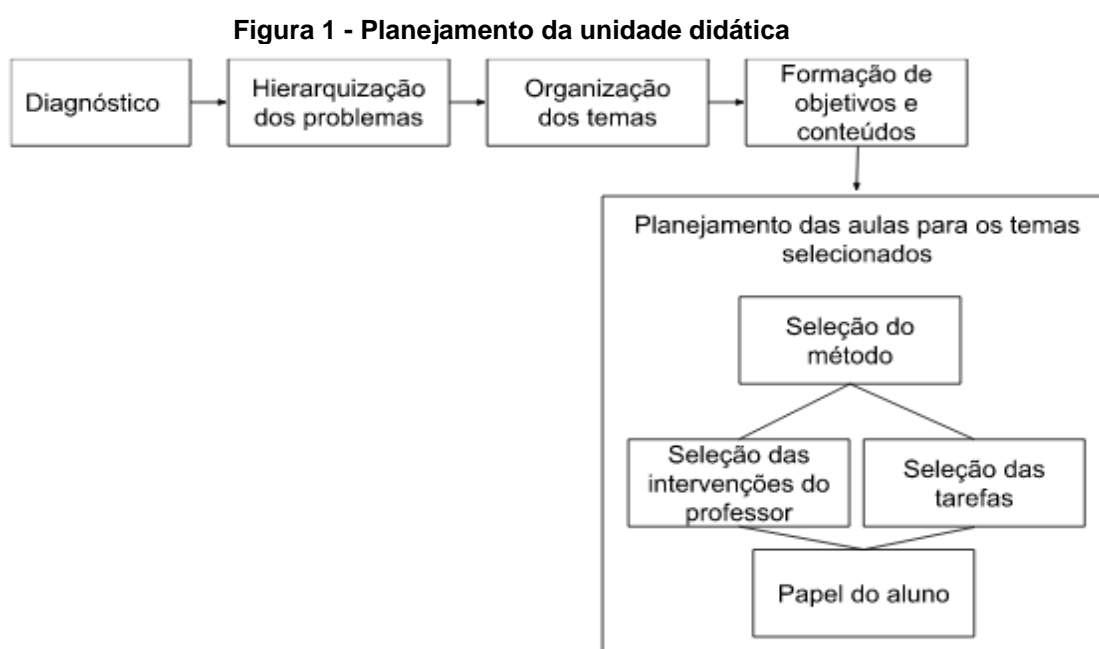 Figura 1 - Planejamento da unidade didática
Diagnóstico
Hierarquização
dos problemas
Organização
dos temas
Formação de
objetivos e
conteúdos
Planejamento das aulas para os temas
selecionados
Seleção do
método
Seleção das
intervenções do
professor
Seleção das
tarefas
Papel do aluno